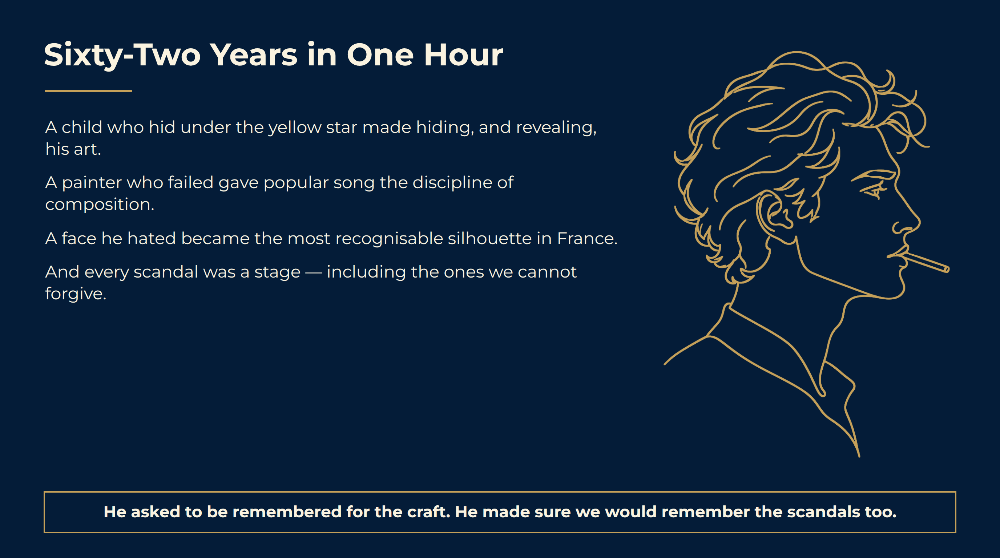 Sixty-Two Years in One Hour
A child who hid under the yellow star made hiding, and revealing,
his art.
A painter who failed gave popular song the discipline of
composition.
A face he hated became the most recognisable silhouette in France.
And every scandal was a stage — including the ones we cannot
forgive.
He asked to be remembered for the craft. He made sure we would remember the scandals too.